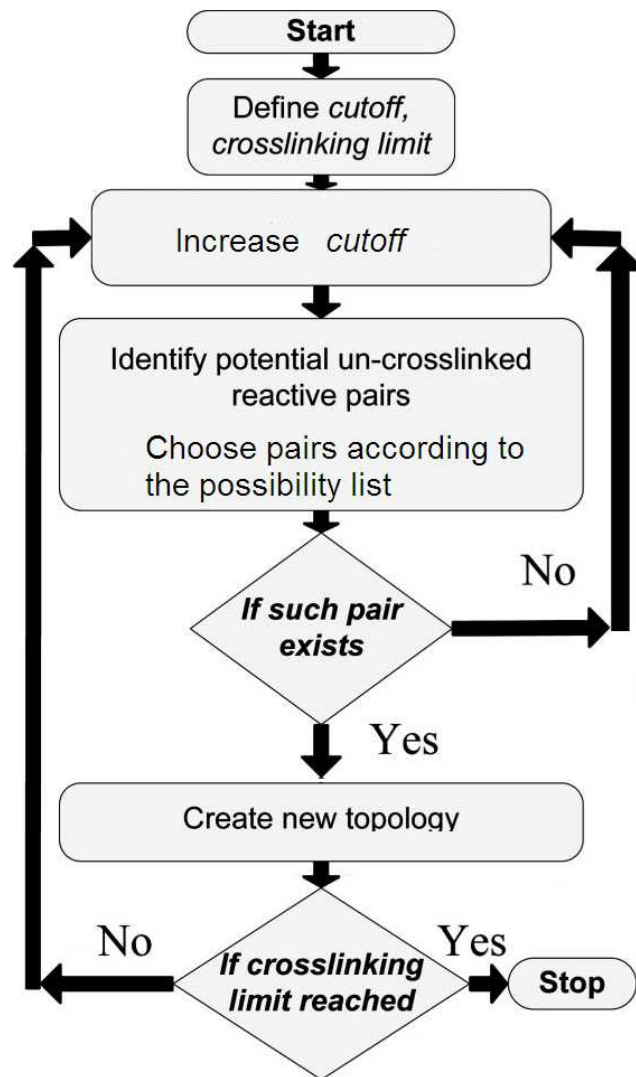 Start
Define cutoff,
crosslinking limit
Increase cutoff
Identify potential un-crosslinked
reactive pairs
Choose pairs according to
the possibility list
If such pair
exists
No
Yes
Create new topology
If crosslinking
limit reached
No
Yes
Stop